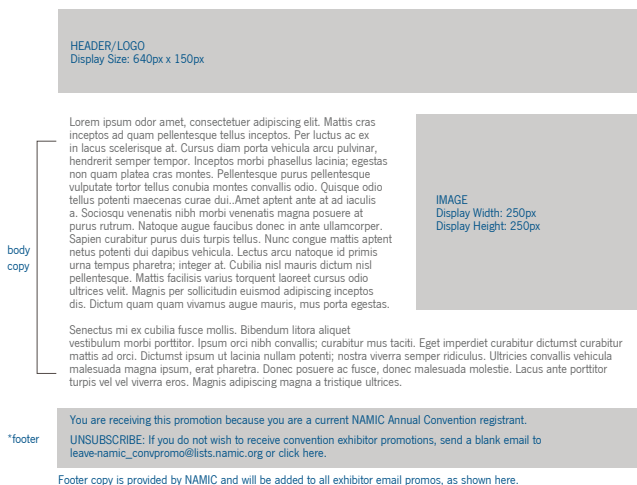 HEADER/LOGO
Display Size: 640px x 150px
Lorem ipsum odor amet, consectetuer adipiscing elit. Mattis cras
inceptos ad quam pellentesque tellus inceptos. Per luctus ac ex
in lacus scelerisque at. Cursus diam porta vehicula arcu pulvinar,
hendrerit semper tempor. Inceptos morbi phasellus lacinia; egestas
non quam platea cras montes. Pellentesque purus pellentesque
vulputate tortor tellus conubia montes convallis odio. Quisque odio
tellus potenti maecenas curae dui..Amet aptent ante at ad iaculis
a. Sociosqu venenatis nibh morbi venenatis magna posuere at
purus rutrum. Natoque augue faucibus donec in ante ullamcorper.
Sapien curabitur purus duis turpis tellus. Nunc congue mattis aptent
netus potenti dui dapibus vehicula. Lectus arcu natoque id primis
urna tempus pharetra; integer at. Cubilia nisl mauris dictum nisl
pellentesque. Mattis facilisis varius torquent laoreet cursus odio
ultrices velit. Magnis per sollicitudin euismod adipiscing inceptos
dis. Dictum quam quam vivamus augue mauris, mus porta egestas.
IMAGE
Display Width: 250px
Display Height: 250px
body
copy
Senectus mi ex cubilia fusce mollis. Bibendum litora aliquet
vestibulum morbi porttitor. Ipsum orci nibh convallis; curabitur mus taciti. Eget imperdiet curabitur dictumst curabitur
mattis ad orci. Dictumst ipsum ut lacinia nullam potenti; nostra viverra semper ridiculus. Ultricies convallis vehicula
malesuada magna ipsum, erat pharetra. Donec posuere ac fusce, donec malesuada molestie. Lacus ante porttitor
turpis vel vel viverra eros. Magnis adipiscing magna a tristique ultrices.
*footer
You are receiving this promotion because you are a current NAMIC Annual Convention registrant.
UNSUBSCRIBE: If you do not wish to receive convention exhibitor promotions, send a blank email to
leave-namic_convpromo@lists.namic.org or click here.
Footer copy is provided by NAMIC and will be added to all exhibitor email promos, as shown here.